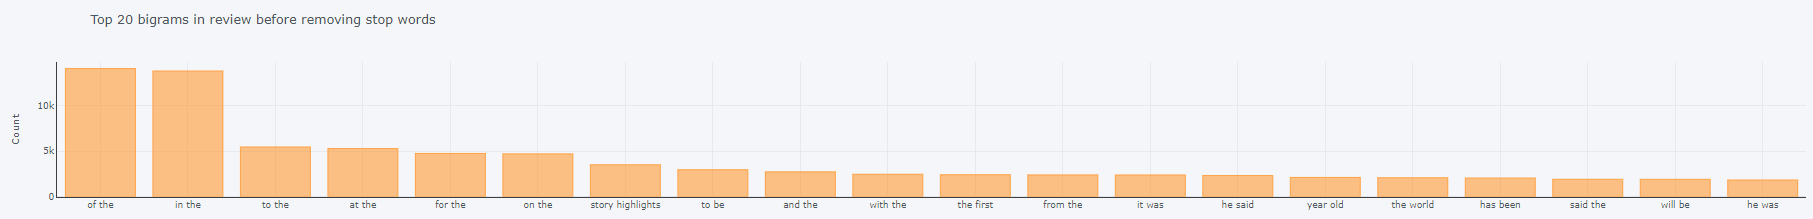 Top 20 bigrams in review before removing stop words
Count
10k
5k
0
of the in the to the at the for the on the story highlights to be and the with the the first from the it was he said year old the world has been said the will be he was